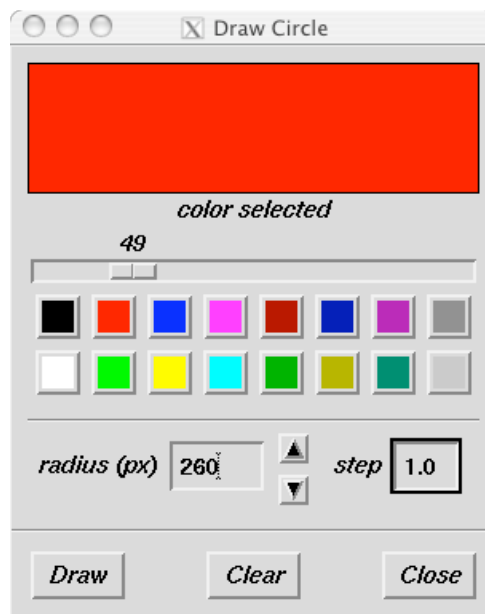 Draw Circle
color selected
49
radius (px) 260 step 1.0
Draw Clear Close